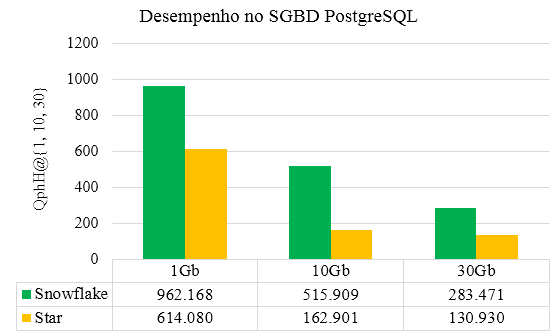 Desempenho no SGBD PostgreSQL
QphH@{1, 10, 30}
1200
1000
800
600
400
200
0
1Gb 10Gb 30Gb
Snowflake 962.168 515.909 283.471
Star 614.080 162.901 130.930